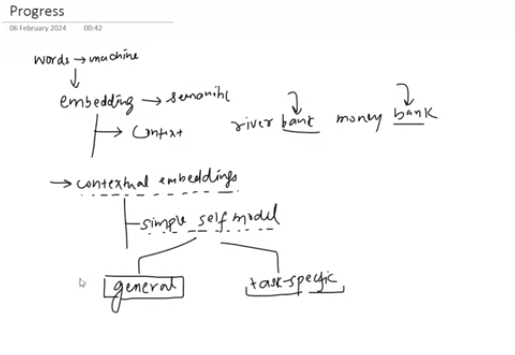 Progress
06 February 2024 00:42
words → machine
embedding → semantic
→ context
river bank money bank
→ contextual embeddings
simple self model
general task-specific